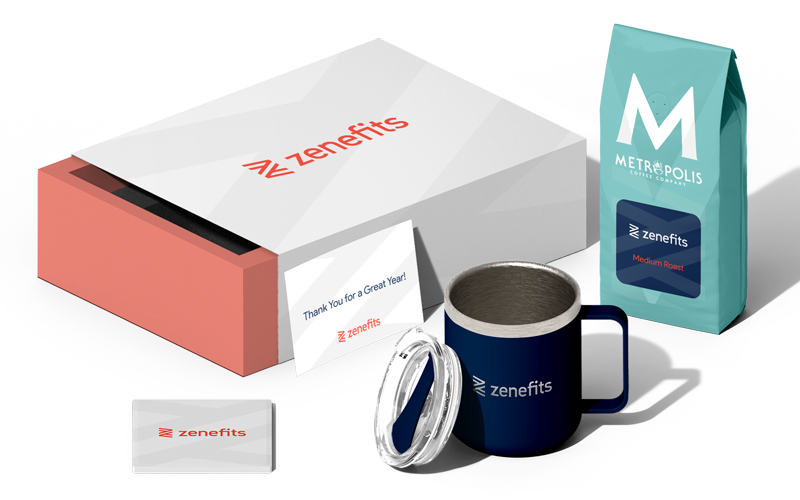 zenefits
M
METROPOLIS
COFFEE COMPANY
zenefits
Medium Roast
Thank You for a Great Year!
zenefits
zenefits
zenefits